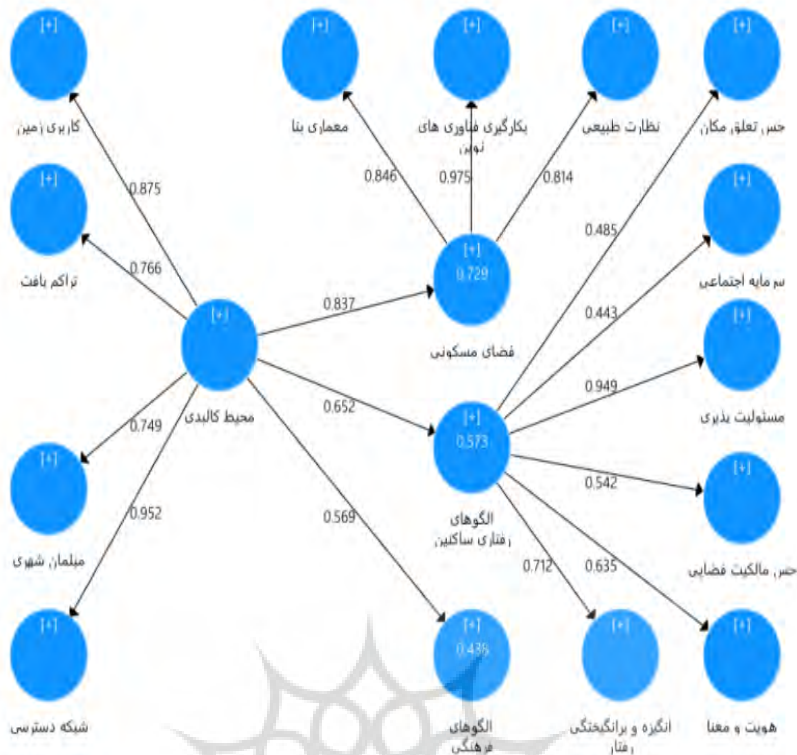 [+] [+] [+] [+] [+]
کاربری زمین
معماری بنا
بکارگیری فناوری های
نوین
نظارت طبیعی
حس تعلق مکان
0.875
0.846
0.975
0.814
0.485
[+] [+]
تراکم بافت
سرمایه اجتماعی
0.766
0.443
[+]
0.729
فضای مسکونی
0.837
[+]
محیط کالبدی
[+]
مسئولیت پذیری
0.949
0.652
[+]
0.573
الگوهای
رفتاری ساکنین
0.749
0.952
0.569
[+]
مبلمان شهری
[+]
حس مالکیت فضایی
0.542
0.712
0.635
[+]
شبکه دسترسی
[+]
0.438
الگوهای
فرهنگی
[+]
انگیزه و برانگیختگی
رفتار
[+]
هویت و معنا